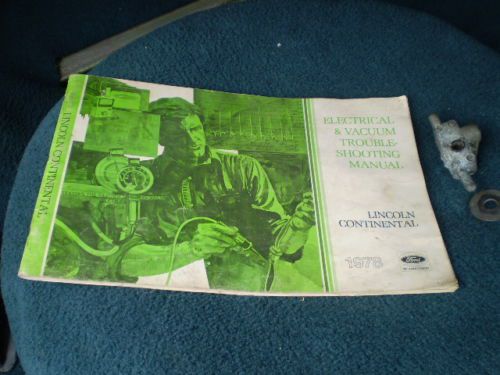 LINCOLN CONTINENTAL
ELECTRICAL
& VACUUM
TROUBLE-
SHOOTING
MANUAL
LINCOLN
CONTINENTAL
1978
Ford